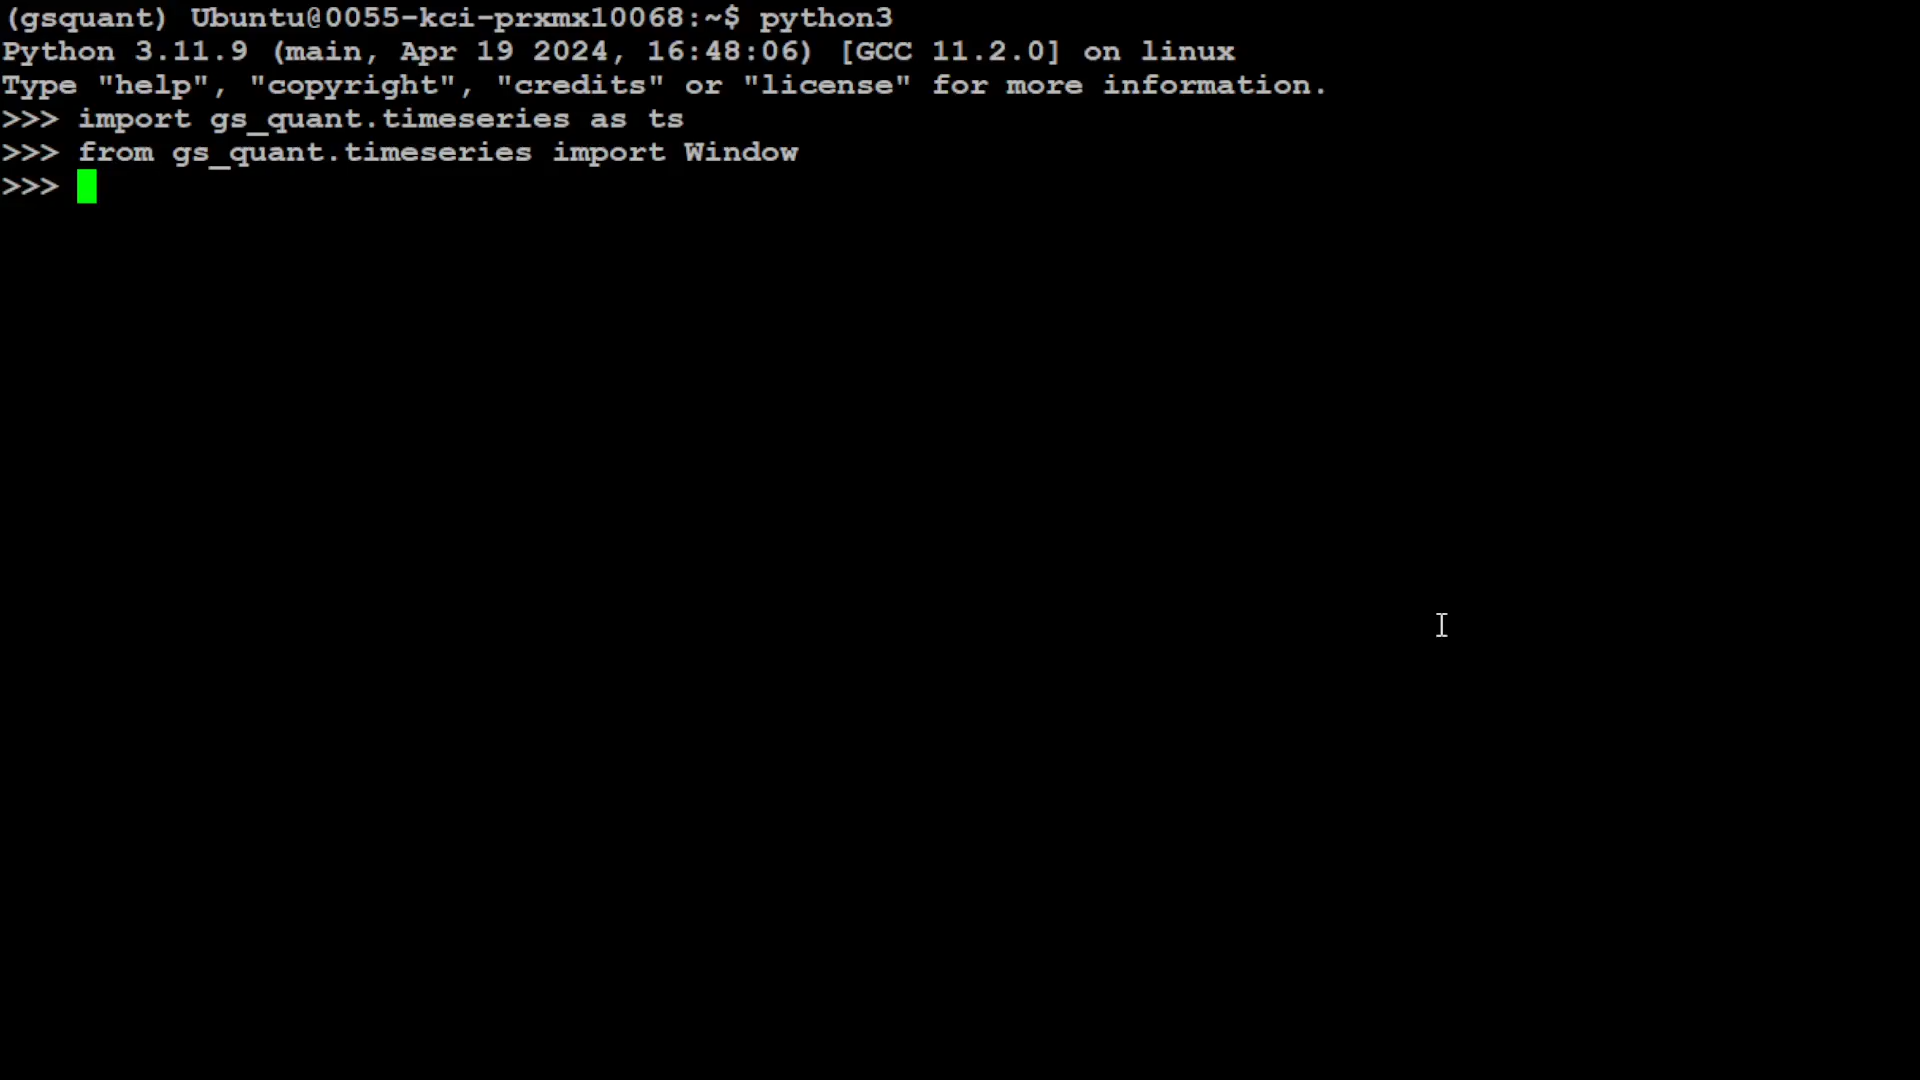 (gsquant) Ubuntu@0055-kci-prxmx10068:~$ python3
Python 3.11.9 (main, Apr 19 2024, 16:48:06) [GCC 11.2.0] on linux
Type "help", "copyright", "credits" or "license" for more information.
>>> import gs_quant.timeseries as ts
>>> from gs_quant.timeseries import Window
>>>